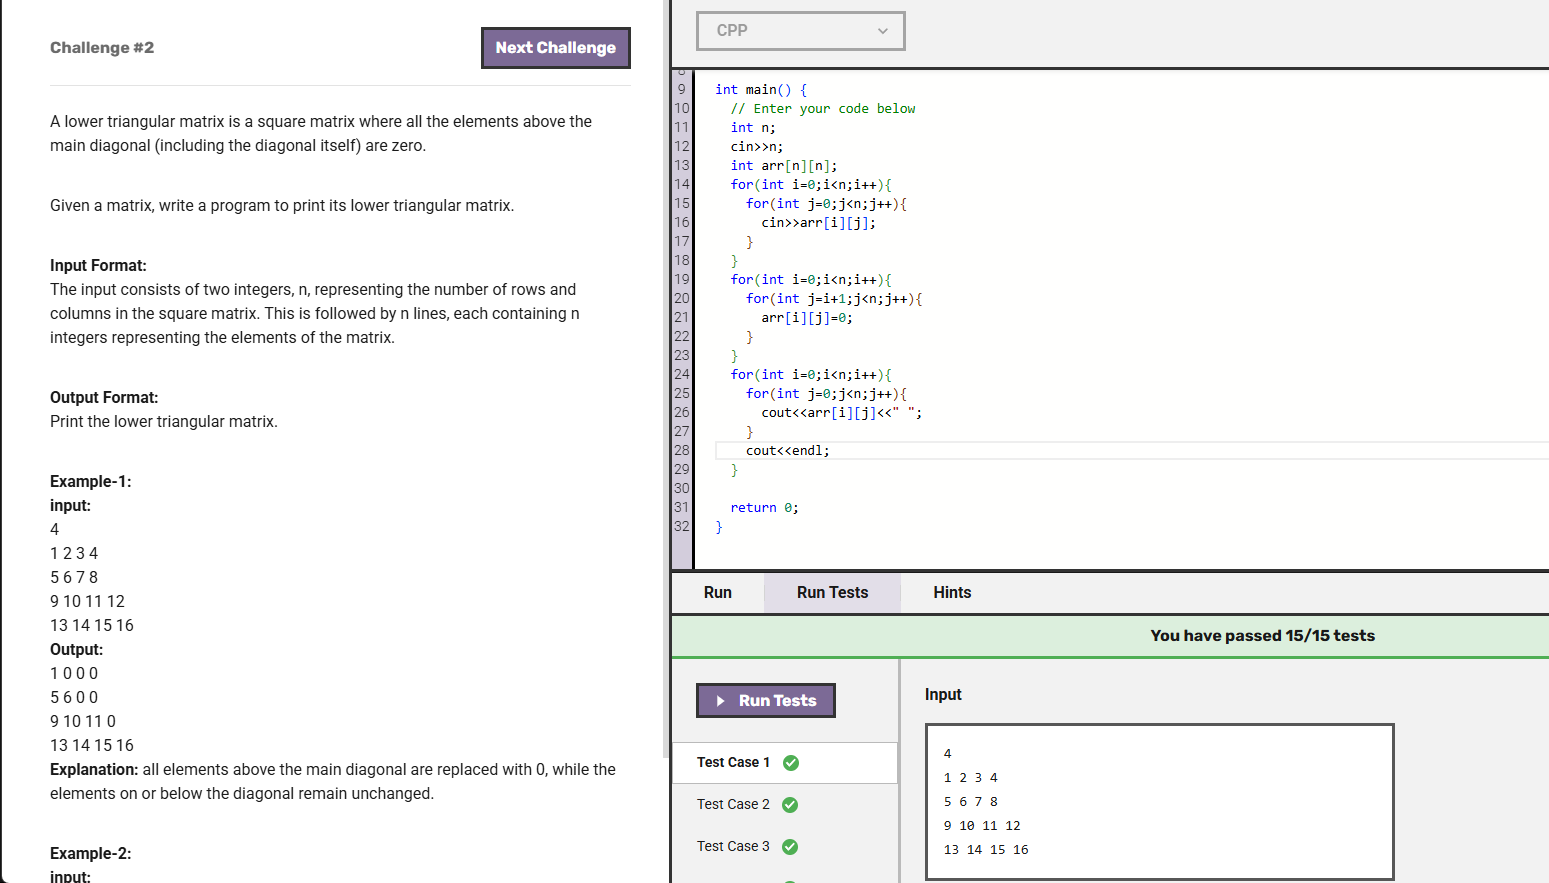 Challenge #2
Next Challenge
A lower triangular matrix is a square matrix where all the elements above the
main diagonal (including the diagonal itself) are zero.
Given a matrix, write a program to print its lower triangular matrix.
Input Format:
The input consists of two integers, n, representing the number of rows and
columns in the square matrix. This is followed by n lines, each containing n
integers representing the elements of the matrix.
Output Format:
Print the lower triangular matrix.
Example-1:
input:
4
1 2 3 4
5 6 7 8
9 10 11 12
13 14 15 16
Output:
1 0 0 0
5 6 0 0
9 10 11 0
13 14 15 16
Explanation: all elements above the main diagonal are replaced with 0, while the
elements on or below the diagonal remain unchanged.
Example-2:
input:
CPP
9 int main() {
10 // Enter your code below
11 int n;
12 cin>>n;
13 int arr[n][n];
14 for(int i=0;i<n;i++){
15 for(int j=0;j<n;j++){
16 cin>>arr[i][j];
17 }
18 }
19 for(int i=0;i<n;i++){
20 for(int j=i+1;j<n;j++){
21 arr[i][j]=0;
22 }
23 }
24 for(int i=0;i<n;i++){
25 for(int j=0;j<n;j++){
26 cout<<arr[i][j]<<" ";
27 }
28 cout<<endl;
29 }
30
31 return 0;
32 }
Run
Run Tests
Hints
You have passed 15/15 tests
Run Tests
Test Case 1
Test Case 2
Test Case 3
Input
4
1 2 3 4
5 6 7 8
9 10 11 12
13 14 15 16